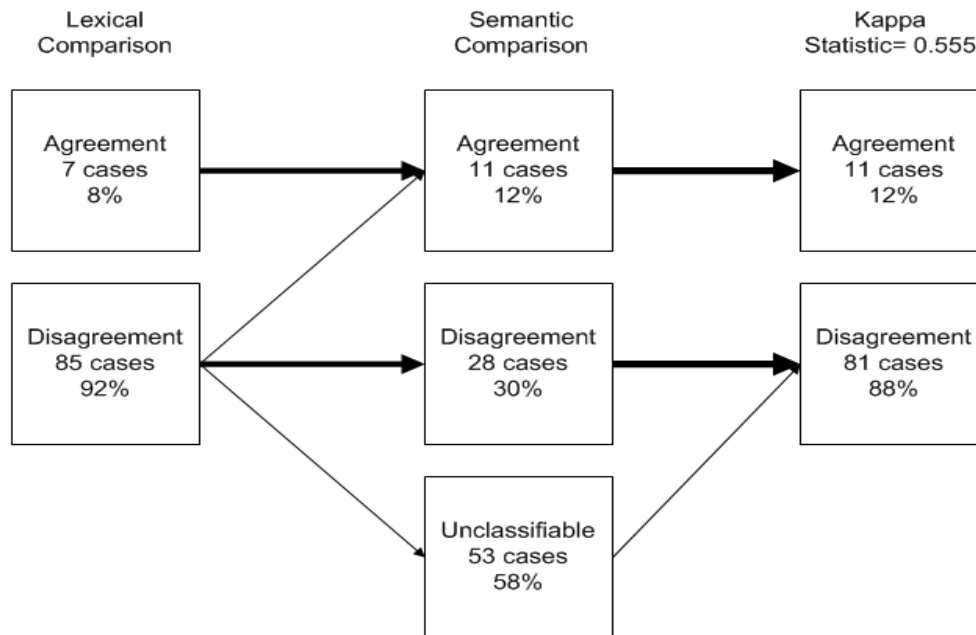 Lexical
Comparison
Semantic
Comparison
Kappa
Statistic= 0.555
Agreement
7 cases
8%
Agreement
11 cases
12%
Agreement
11 cases
12%
Disagreement
85 cases
92%
Disagreement
28 cases
30%
Disagreement
81 cases
88%
Unclassifiable
53 cases
58%